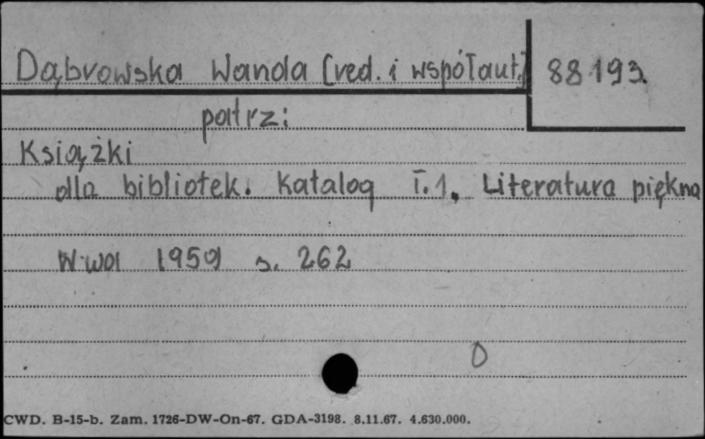 Dąbrowska Wanda [red. i współaut.] 88193
patrz:
Książki
dla bibliotek. Katalog T.1. Literatura piękna
W-wa 1959 s. 262
0
CWD. B-15-b. Zam. 1726-DW-On-67. GDA-3198. 8.11.67. 4.630.000.